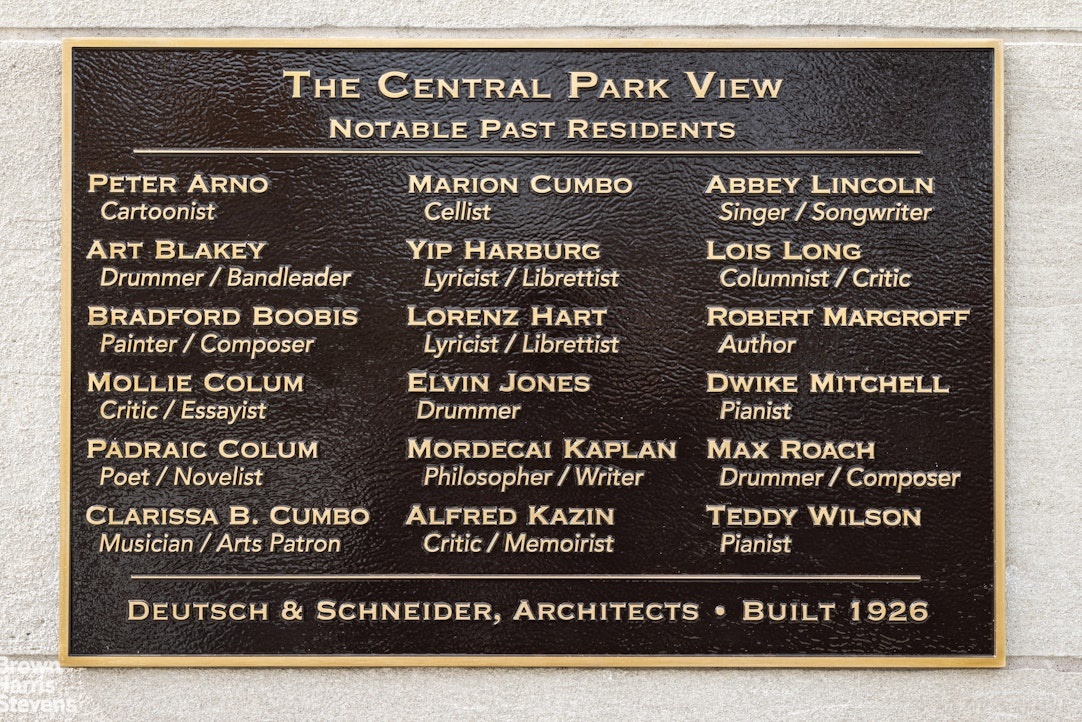 The Central Park View
Notable Past Residents
Peter Arno
Cartoonist
Art Blakey
Drummer / Bandleader
Bradford Boobis
Painter / Composer
Mollie Colum
Critic / Essayist
Padraic Colum
Poet / Novelist
Clarissa B. Cumbo
Musician / Arts Patron
Marion Cumbo
Cellist
Yip Harburg
Lyricist / Librettist
Lorenz Hart
Lyricist / Librettist
Elvin Jones
Drummer
Mordecai Kaplan
Philosopher / Writer
Alfred Kazin
Critic / Memoirist
Abbey Lincoln
Singer / Songwriter
Lois Long
Columnist / Critic
Robert Margroff
Author
Dwike Mitchell
Pianist
Max Roach
Drummer / Composer
Teddy Wilson
Pianist
Deutsch & Schneider, Architects • Built 1926
Brown
Harris
Stevens